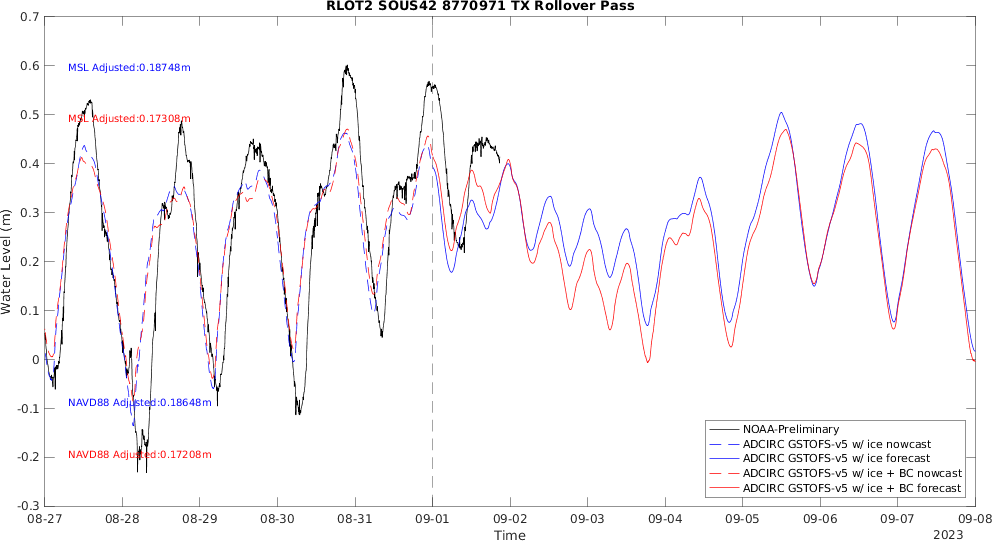 RLOT2 SOUS42 8770971 TX Rollover Pass
0.7
0.6
0.5
0.4
0.3
0.2
0.1
0
-0.1
-0.2
-0.3
Water Level (m)
MSL Adjusted:0.18748m
MSL Adjusted:0.17308m
NAVD88 Adjusted:0.18648m
NAVD88 Adjusted:0.17208m
NOAA-Preliminary
ADCIRC GSTOFS-v5 w/ ice nowcast
ADCIRC GSTOFS-v5 w/ ice forecast
ADCIRC GSTOFS-v5 w/ ice + BC nowcast
ADCIRC GSTOFS-v5 w/ ice + BC forecast
08-27 08-28 08-29 08-30 08-31 09-01 09-02 09-03 09-04 09-05 09-06 09-07 09-08
Time
2023